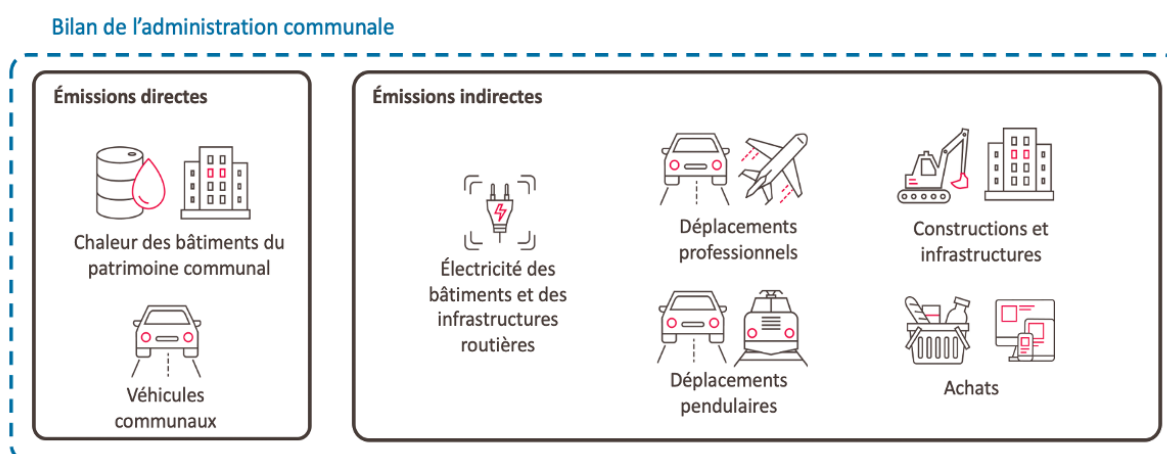 Bilan de l’administration communale
Émissions directes
Chaleur des bâtiments du
patrimoine communal
Véhicules
communaux
Émissions indirectes
Électricité des
bâtiments et des
infrastructures
routières
Déplacements
professionnels
Déplacements
pendulaires
Constructions et
infrastructures
Achats